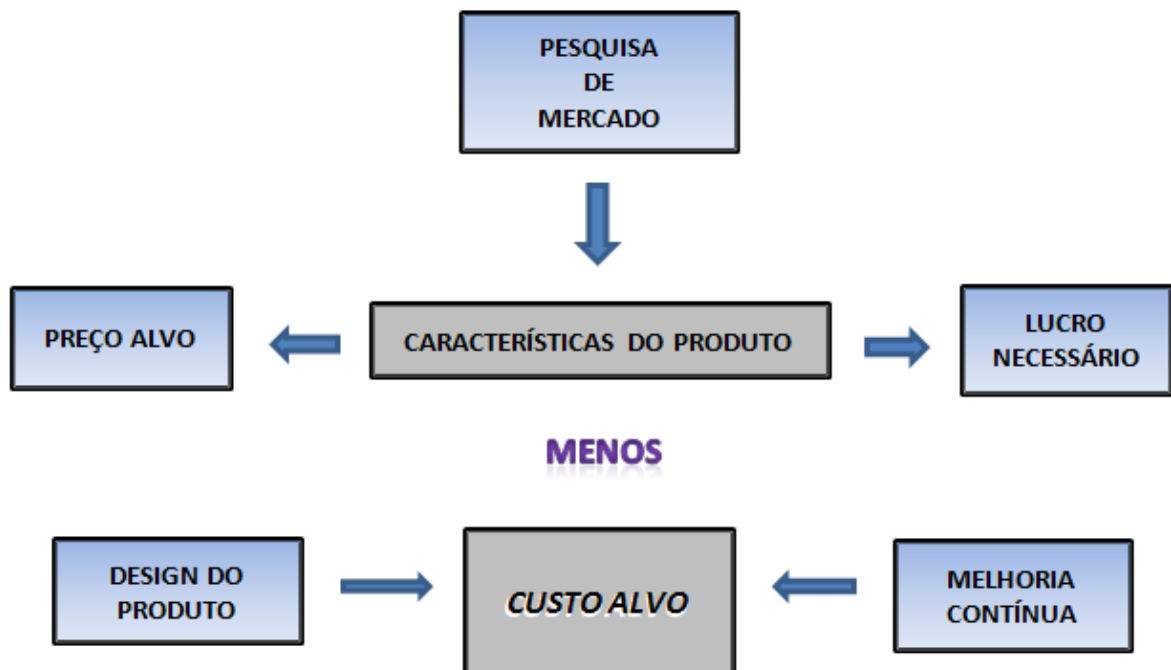 PESQUISA
DE
MERCADO
PREÇO ALVO
CARACTERÍSTICAS DO PRODUTO
LUCRO
NECESSÁRIO
MENOS
DESIGN DO
PRODUTO
CUSTO ALVO
MELHORIA
CONTÍNUA